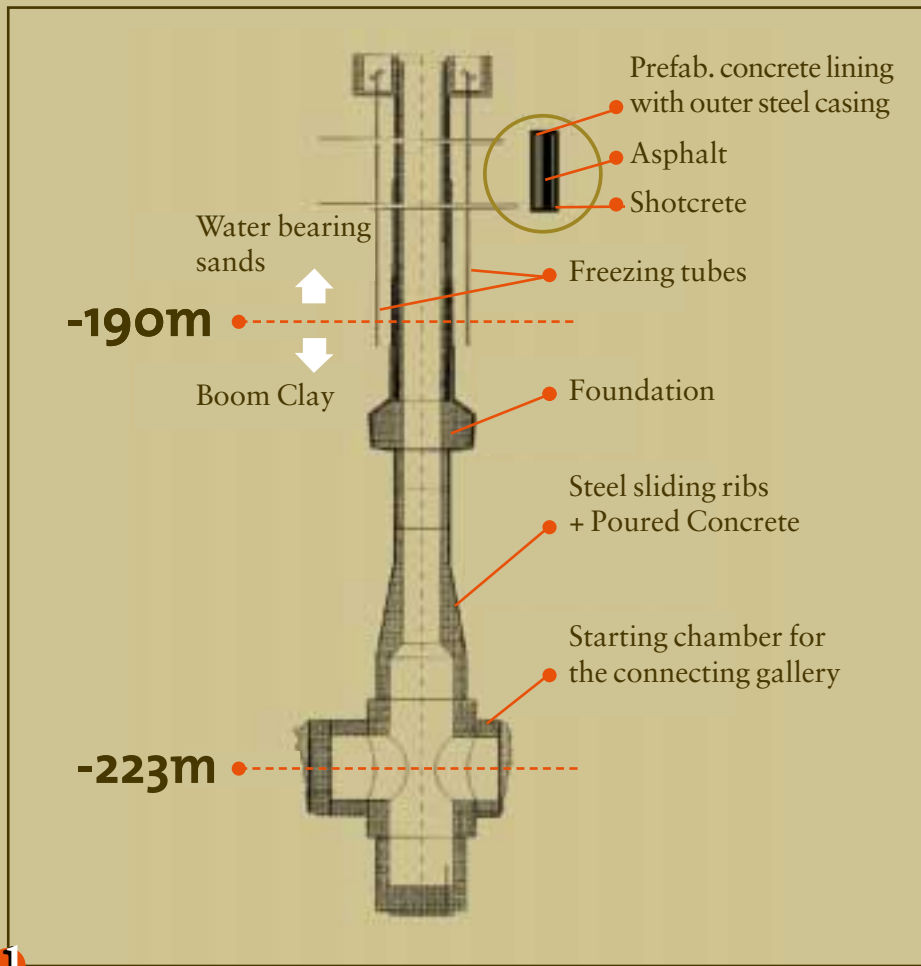 Prefab. concrete lining
with outer steel casing
Asphalt
Shotcrete
Water bearing
sands
Freezing tubes
-190m
Boom Clay
Foundation
Steel sliding ribs
+ Poured Concrete
Starting chamber for
the connecting gallery
-223m
1